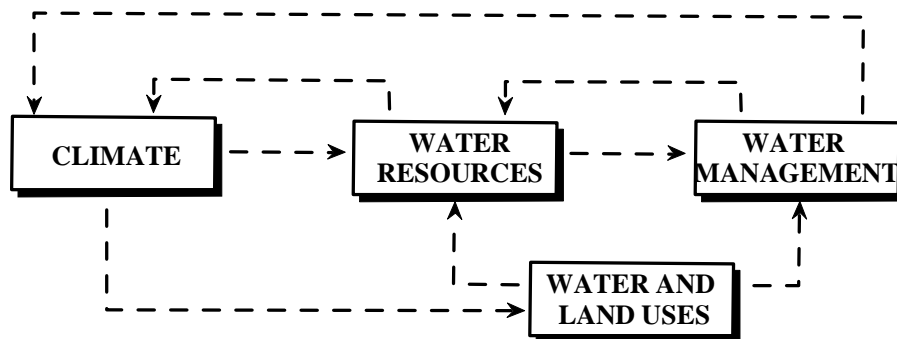 CLIMATE
WATER
RESOURCES
WATER
MANAGEMENT
WATER AND
LAND USES